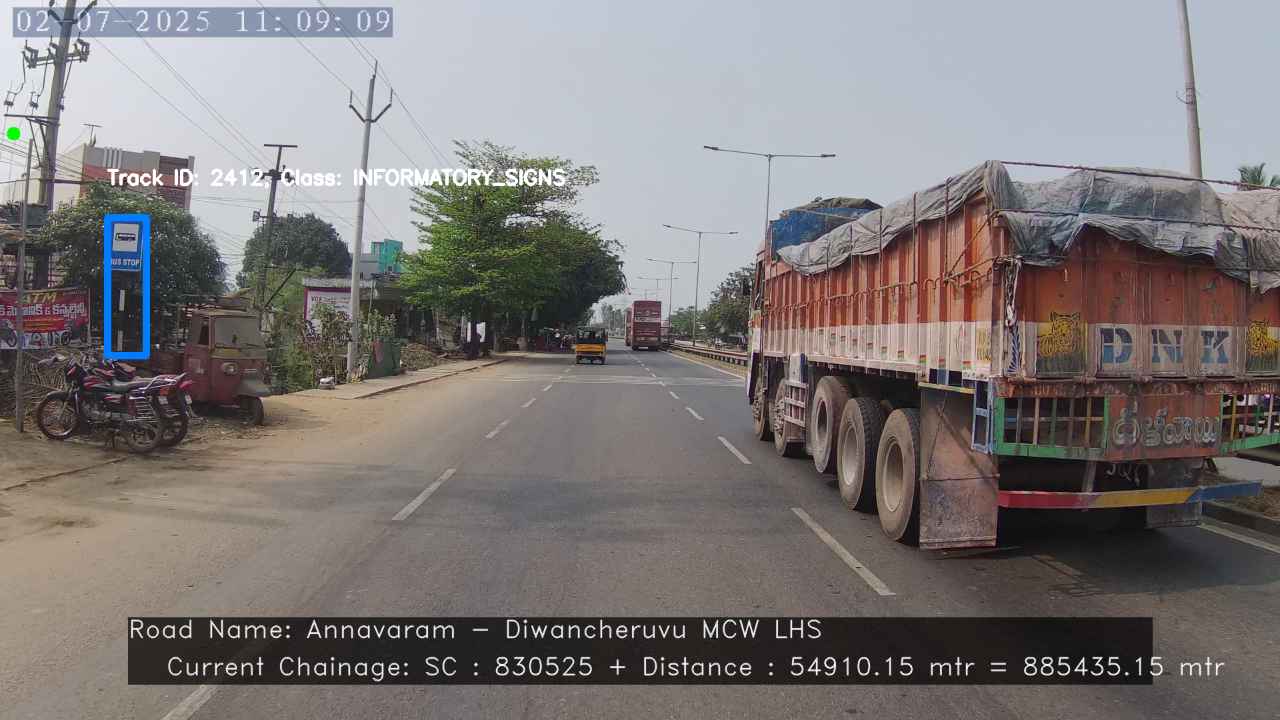 02-07-2025 11:09:09
Track ID: 2412, Class: INFORMATORY_SIGNS
BUS STOP
ATM
DNK
Road Name: Annavaram - Diwancheruvu MCW LHS
Current Chainage: SC : 830525 + Distance : 54910.15 mtr = 885435.15 mtr